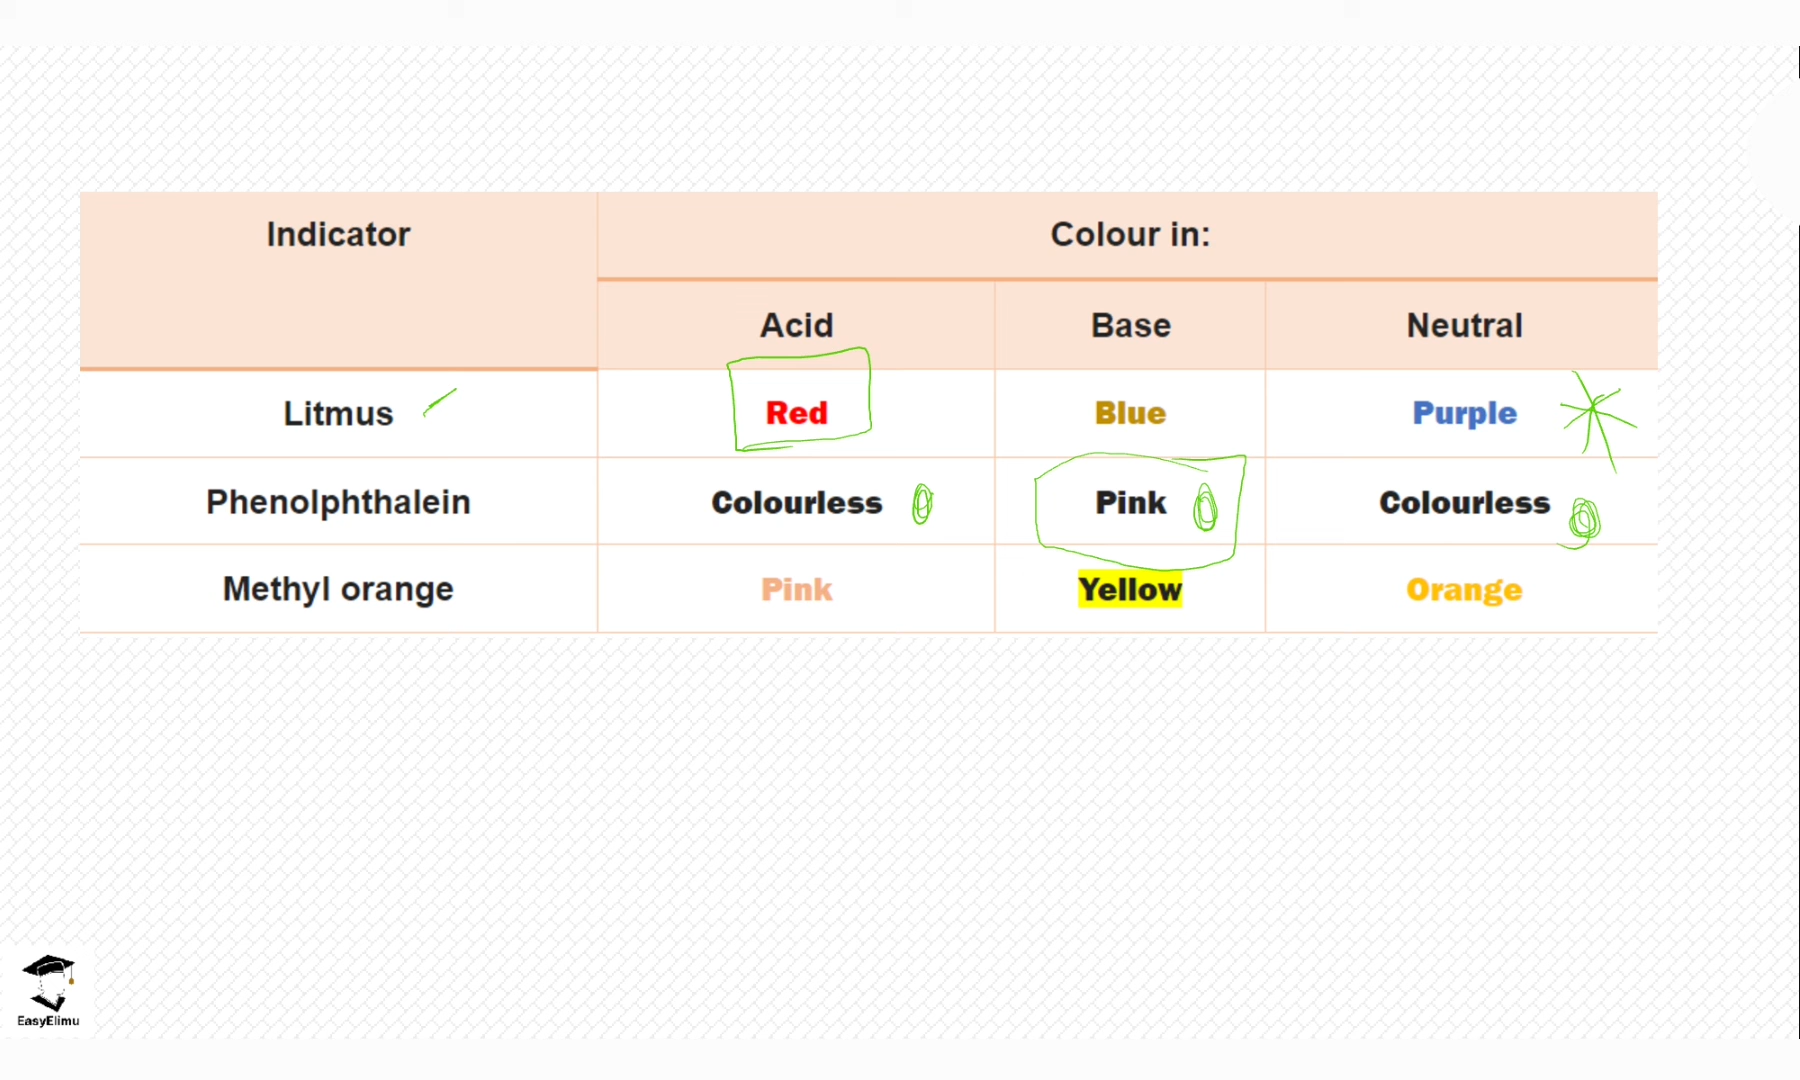 Indicator Colour in:
Acid Base Neutral
Litmus Red Blue Purple
Phenolphthalein Colourless Pink Colourless
Methyl orange Pink Yellow Orange
EasyElimu